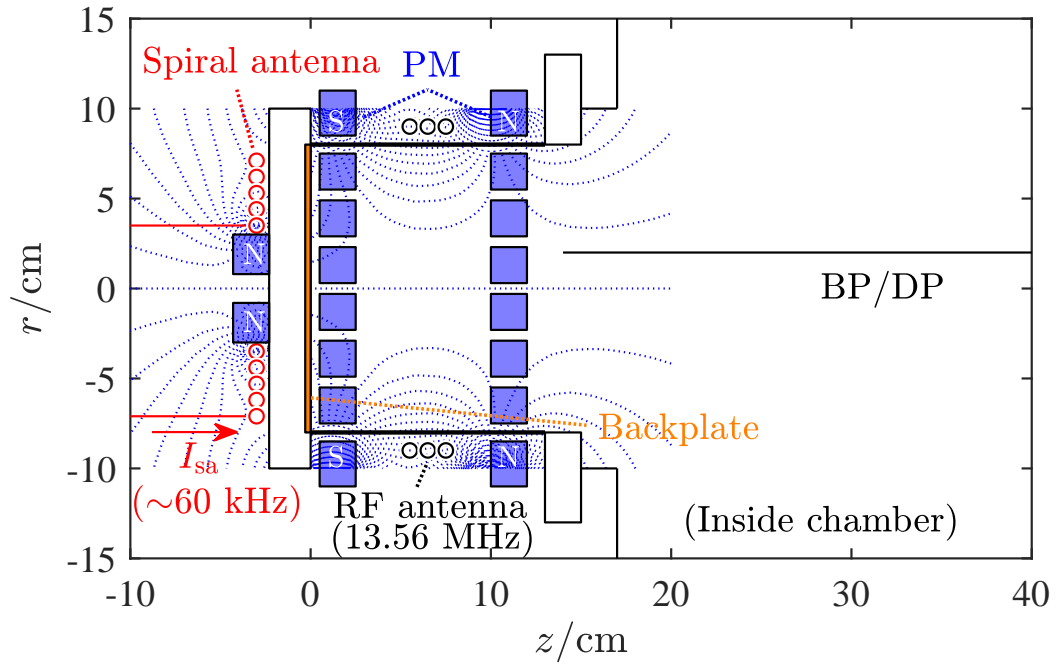 15
Spiral antenna
PM
10
S
N
5
N
0
BP/DP
N
r/cm
-5
Backplate
S
N
-10
I_sa
(~60 kHz)
RF antenna
(13.56 MHz)
(Inside chamber)
-15
-10 0 10 20 30 40
z/cm